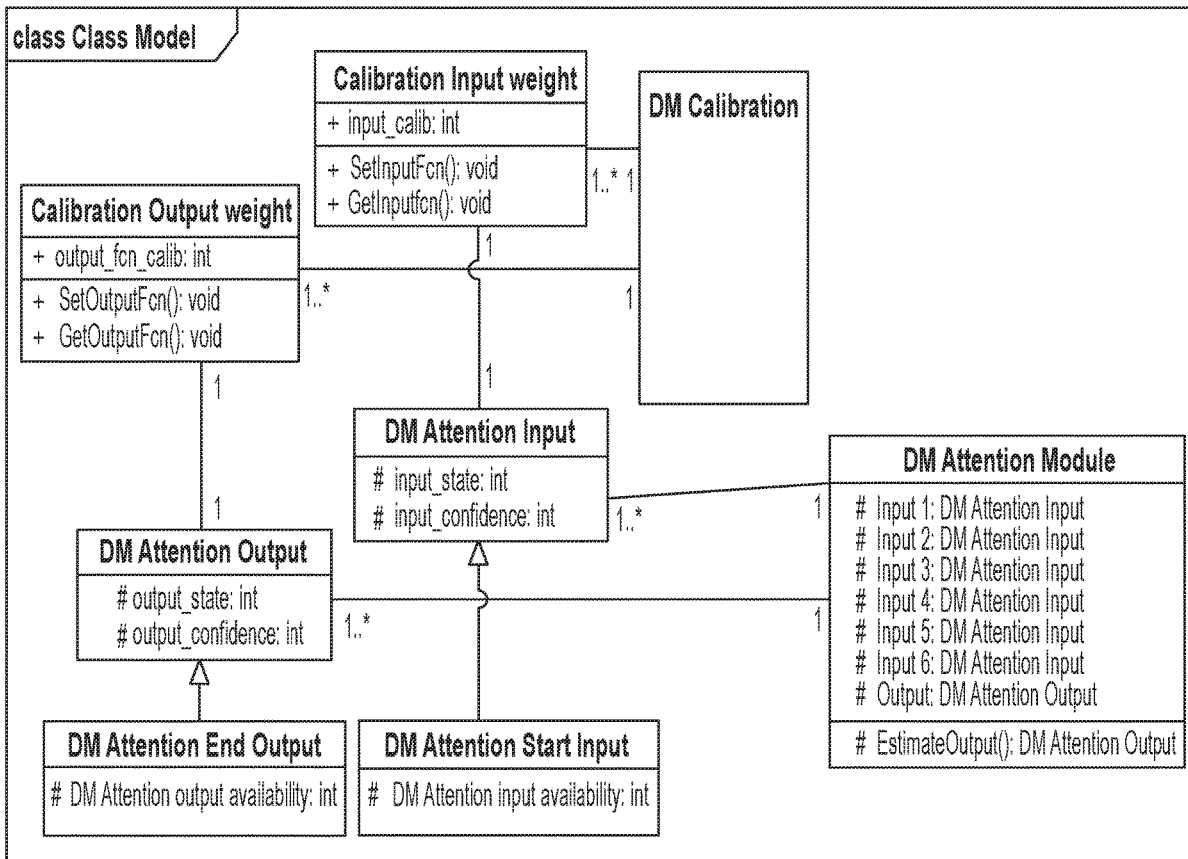 class Class Model
Calibration Input weight
+ input_calib: int
+ SetInputFcn(): void
+ GetInputfcn(): void
DM Calibration
1..* 1
Calibration Output weight
+ output_fcn_calib: int
+ SetOutputFcn(): void
+ GetOutputFcn(): void
1
1..*
1
1
1
DM Attention Input
# input_state: int
# input_confidence: int
1..*
1
DM Attention Module
# Input 1: DM Attention Input
# Input 2: DM Attention Input
# Input 3: DM Attention Input
# Input 4: DM Attention Input
# Input 5: DM Attention Input
# Input 6: DM Attention Input
# Output: DM Attention Output
# EstimateOutput(): DM Attention Output
1
DM Attention Output
# output_state: int
# output_confidence: int
1..*
1
DM Attention End Output
# DM Attention output availability: int
DM Attention Start Input
# DM Attention input availability: int